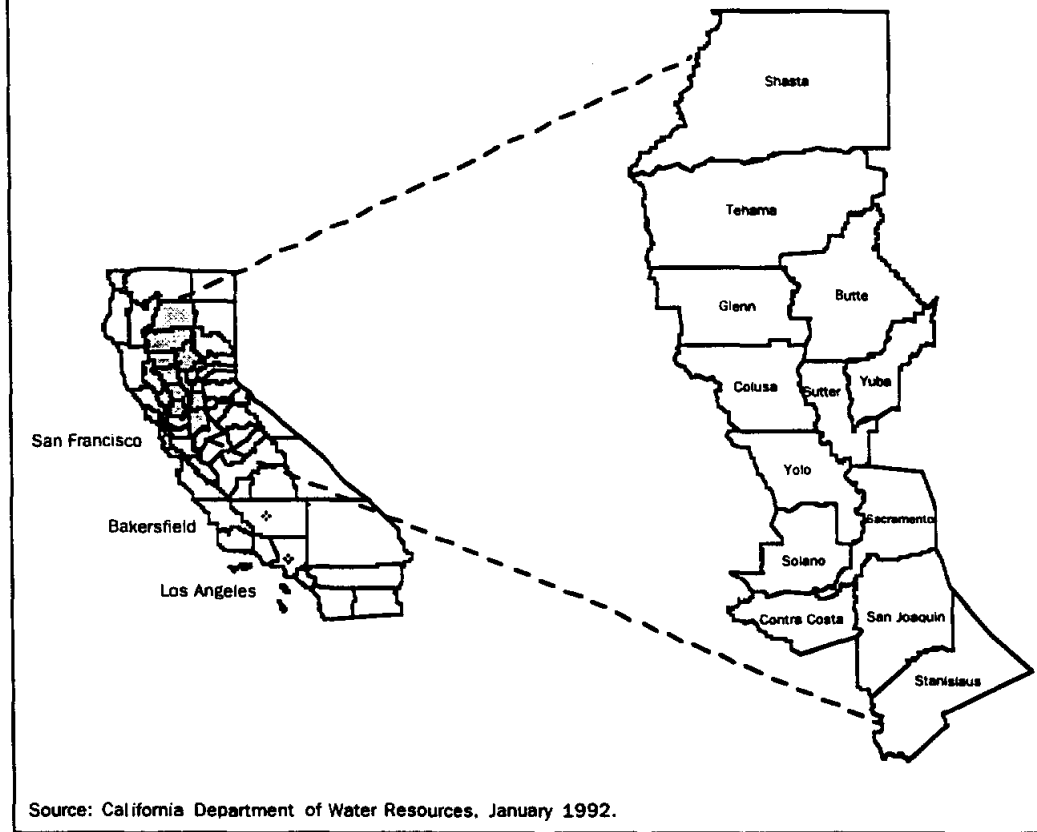 Shasta
Tehama
Butte
Glenn
Colusa
Sutter
Yuba
San Francisco
Yolo
Bakersfield
Sacramento
Solano
Los Angeles
Contra Costa
San Joaquin
Stanislaus
Source: California Department of Water Resources, January 1992.